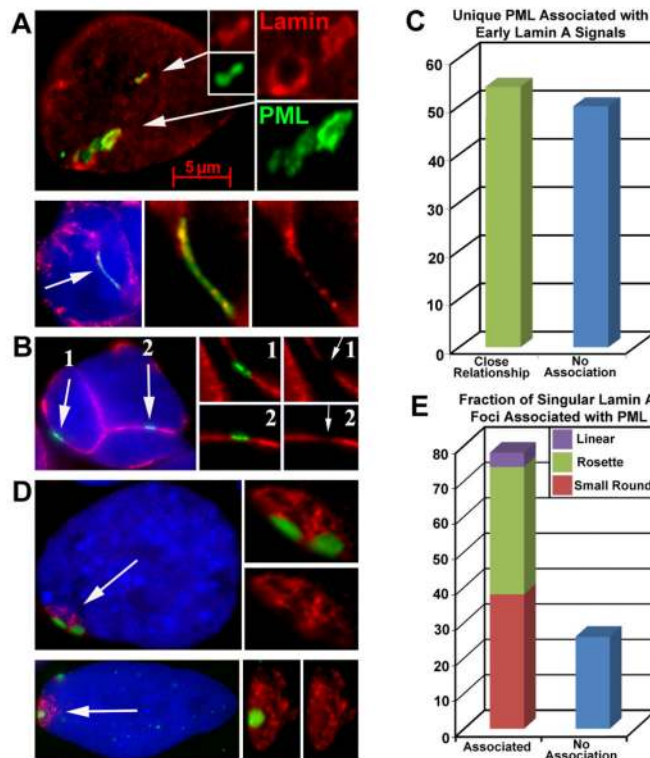 A
Lamin
PML
5 µm
B
1
2
1
1
2
2
D
C
Unique PML Associated with
Early Lamin A Signals
60
50
40
30
20
10
0
Close
Relationship
No
Association
E
Fraction of Singular Lamin A
Foci Associated with PML
Linear
Rosette
Small Round
80
70
60
50
40
30
20
10
0
Associated
No
Association